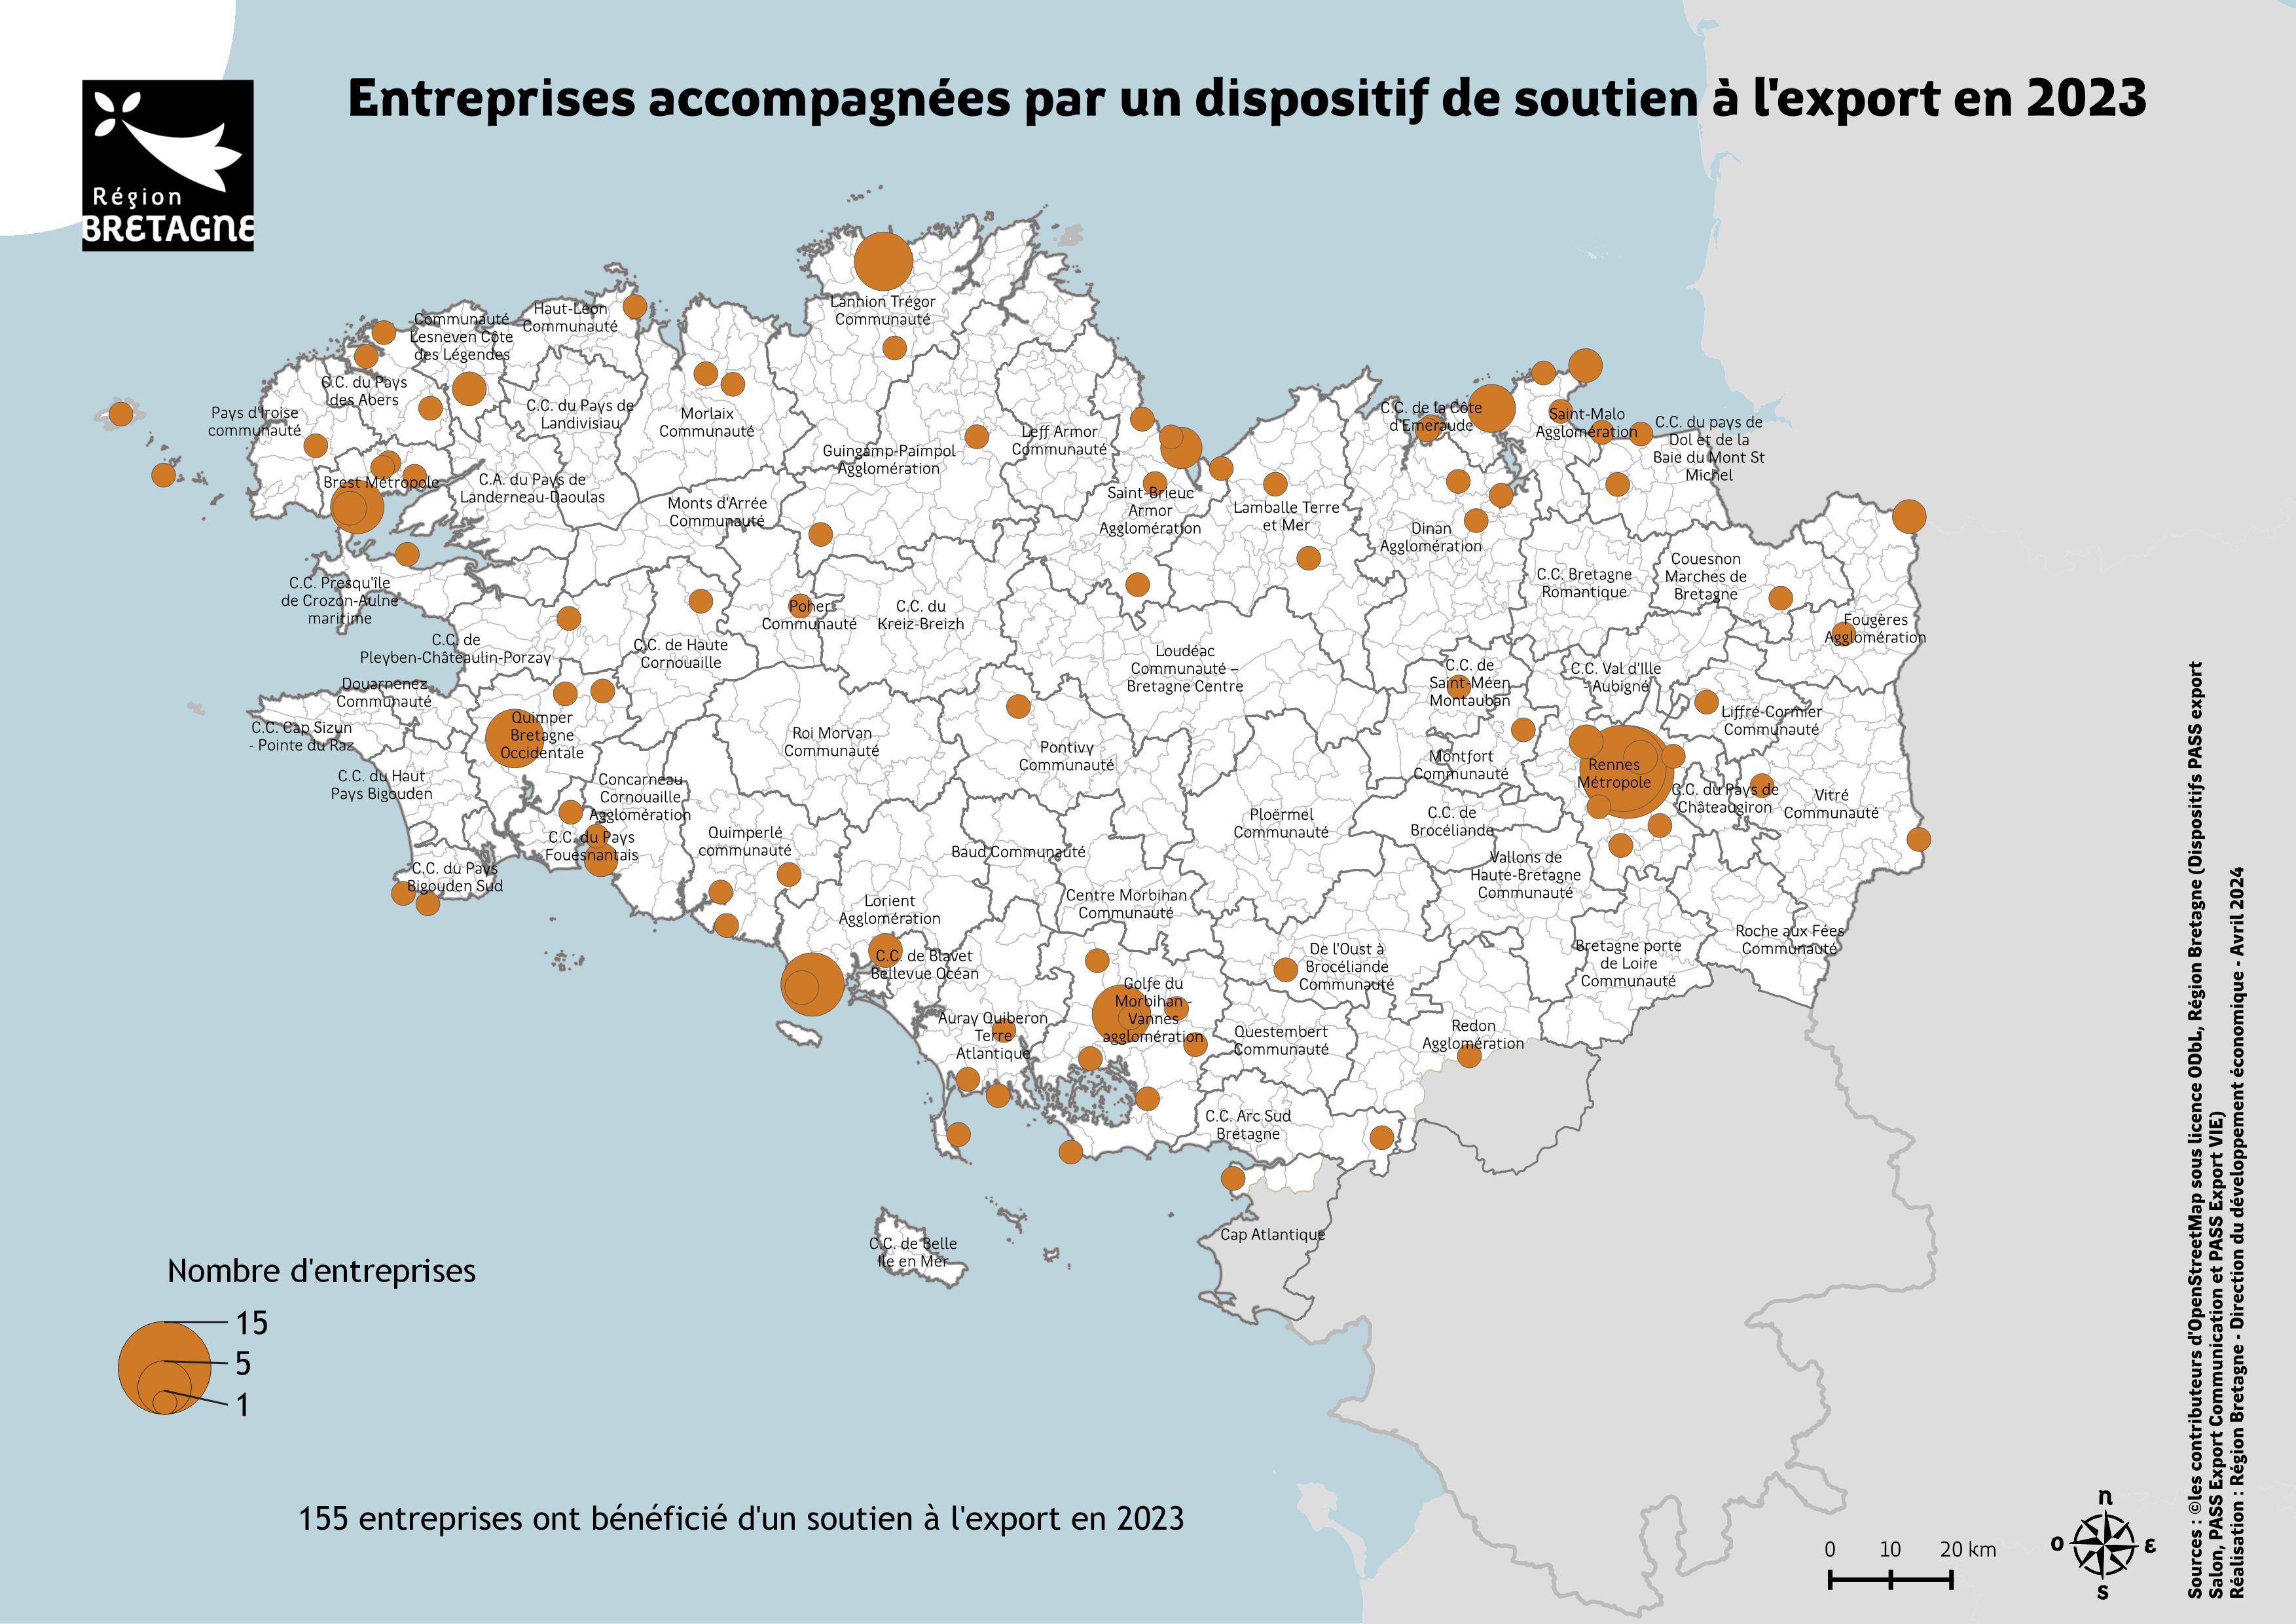 Entreprises accompagnées par un dispositif de soutien à l'export en 2023
Région
BRETAGNE
Lannion Trégor
Communauté
Haut-Léon
Communauté
Communauté
Lesneven Côte
des Légendes
C.C. du Pays
des Abers
Pays d'Iroise
communauté
C.C. du Pays de
Landivisiau
Morlaix
Communauté
Guingamp-Paimpol
Agglomération
Leff Armor
Communauté
C.C. de la Côte
d'Emeraude
Saint-Malo
Agglomération
C.C. du pays de
Dol et de la
Baie du Mont St
Michel
Brest Métropole
C.A. du Pays de
Landerneau-Daoulas
Monts d'Arrée
Communauté
Saint-Brieuc
Armor
Agglomération
Lamballe Terre
et Mer
Dinan
Agglomération
C.C. Bretagne
Romantique
Couesnon
Marches de
Bretagne
Fougères
Agglomération
C.C. Presqu'île
de Crozon-Aulne
maritime
C.C. de
Pleyben-Châteaulin-Porzay
C.C. de Haute
Cornouaille
Poher
Communauté
C.C. du
Kreiz-Breizh
Loudéac
Communauté –
Bretagne Centre
C.C. de
Saint-Méen
Montauban
C.C. Val d'Ille
- Aubigné
Liffré-Cormier
Communauté
Douarnenez
Communauté
C.C. Cap Sizun
- Pointe du Raz
Quimper
Bretagne
Occidentale
Roi Morvan
Communauté
Pontivy
Communauté
Montfort
Communauté
Rennes
Métropole
C.C. du Pays de
Châteaugiron
Vitré
Communauté
C.C. du Haut
Pays Bigouden
Concarneau
Cornouaille
Agglomération
C.C. du Pays
Fouesnantais
Quimperlé
communauté
Ploërmel
Communauté
C.C. de
Brocéliande
Baud Communauté
Vallons de
Haute-Bretagne
Communauté
C.C. du Pays
Bigouden Sud
Lorient
Agglomération
Centre Morbihan
Communauté
C.C. de Blavet
Bellevue Océan
De l'Oust à
Brocéliande
Communauté
Bretagne porte
de Loire
Communauté
Roche aux Fées
Communauté
Golfe du
Morbihan -
Vannes
agglomération
Auray Quiberon
Terre
Atlantique
Questembert
Communauté
Redon
Agglomération
C.C. Arc Sud
Bretagne
Cap Atlantique
C.C. de Belle
Ile en Mer
Nombre d'entreprises
15
5
1
155 entreprises ont bénéficié d'un soutien à l'export en 2023
0 10 20 km
n
o
ε
s
Sources : ©les contributeurs d'OpenStreetMap sous licence ODbL, Région Bretagne (Dispositifs PASS export
Salon, PASS Export Communication et PASS Export VIE)
Réalisation : Région Bretagne - Direction du développement économique - Avril 2024